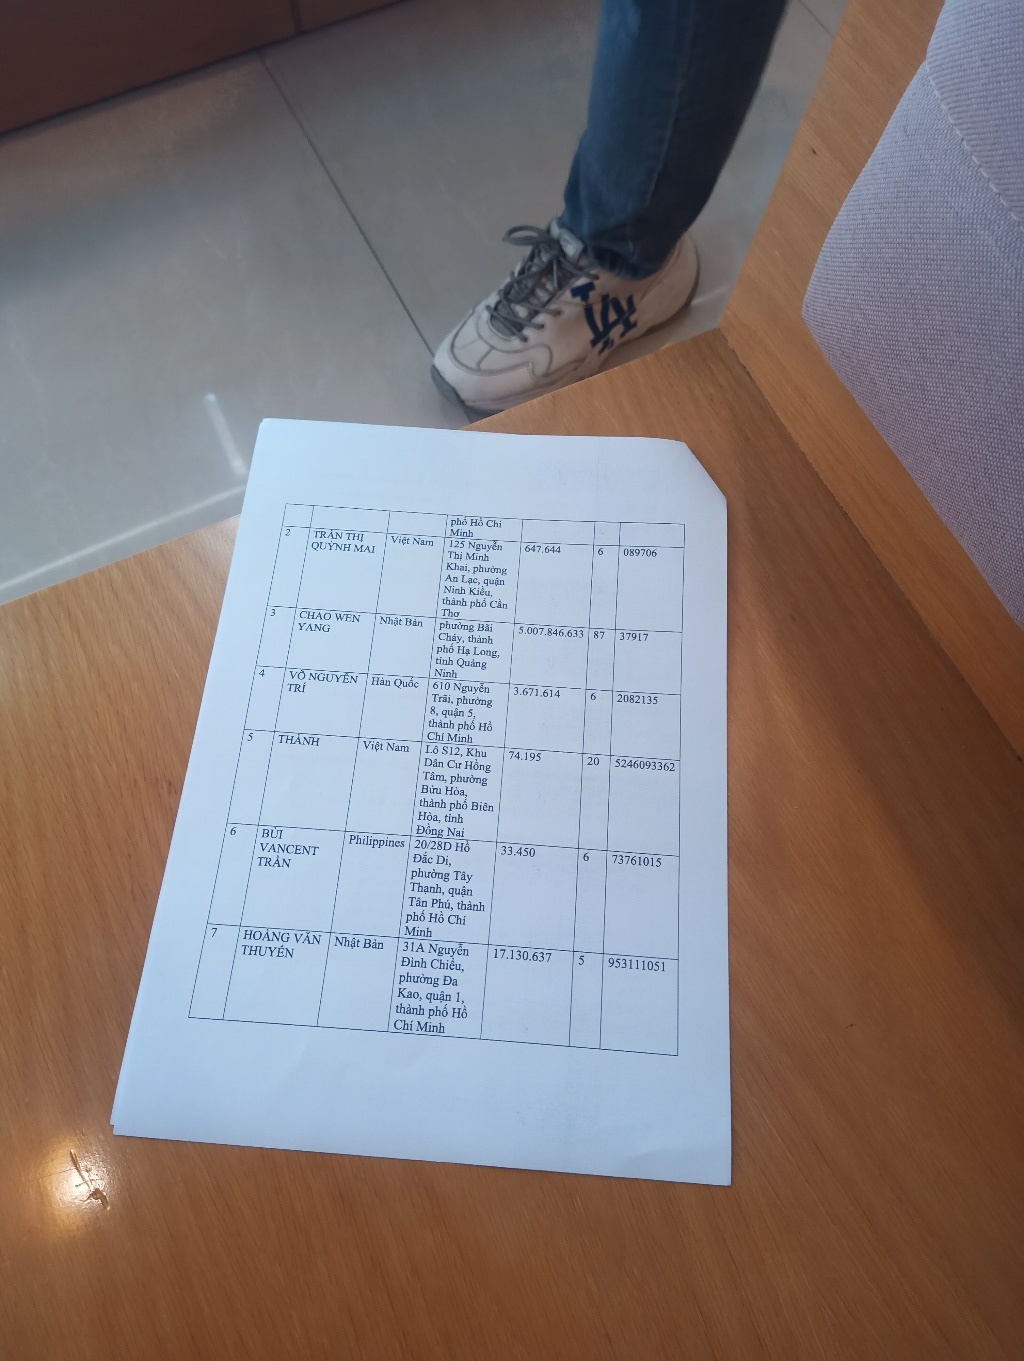 LA
phố Hồ Chí
Minh
2 TRẦN THỊ Việt Nam 125 Nguyễn 647.644 6 089706
QUỲNH MAI Thị Minh
Khai, phường
An Lạc, quận
Ninh Kiều,
thành phố Cần
Thơ
3 CHAO WEN Nhật Bản phường Bãi 5.007.846.633 87 37917
YANG Cháy, thành
phố Hạ Long,
tỉnh Quảng
Ninh
4 VÕ NGUYỄN Hàn Quốc 610 Nguyễn 3.671.614 6 2082135
TRÍ Trãi, phường
8, quận 5,
thành phố Hồ
Chí Minh
5 THÀNH Việt Nam Lô S12, Khu 74.195 20 5246093362
Dân Cư Hồng
Tâm, phường
Bửu Hòa,
thành phố Biên
Hòa, tỉnh
Đồng Nai
6 BÙI Philippines 20/28D Hồ 33.450 6 73761015
VANCENT Đắc Di,
TRẦN phường Tây
Thạnh, quận
Tân Phú, thành
phố Hồ Chí
Minh
7 HOÀNG VĂN Nhật Bản 31A Nguyễn 17.130.637 5 953111051
THUYÊN Đình Chiểu,
phường Đa
Kao, quận 1,
thành phố Hồ
Chí Minh